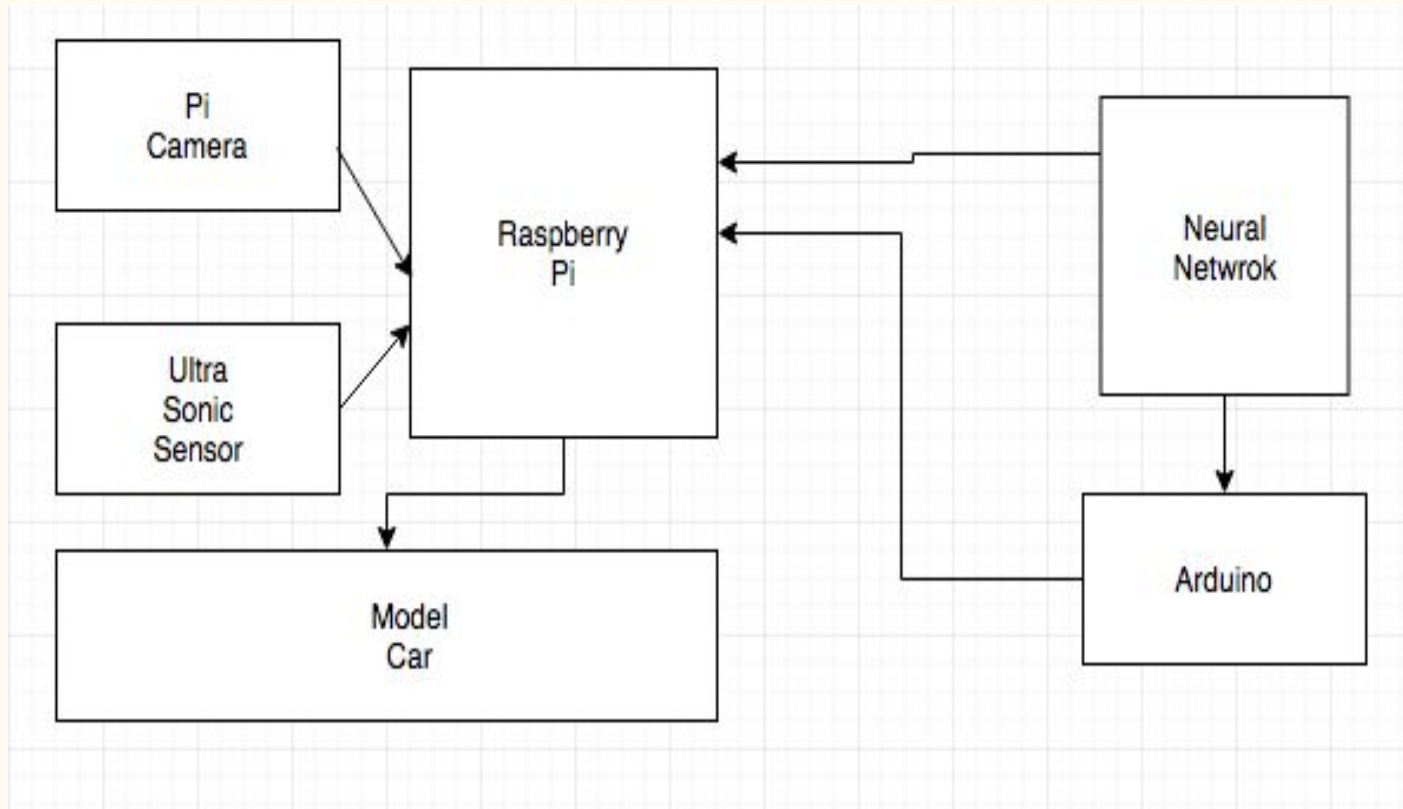 Pi
Camera
Raspberry
Pi
Neural
Netwrok
Ultra
Sonic
Sensor
Arduino
Model
Car